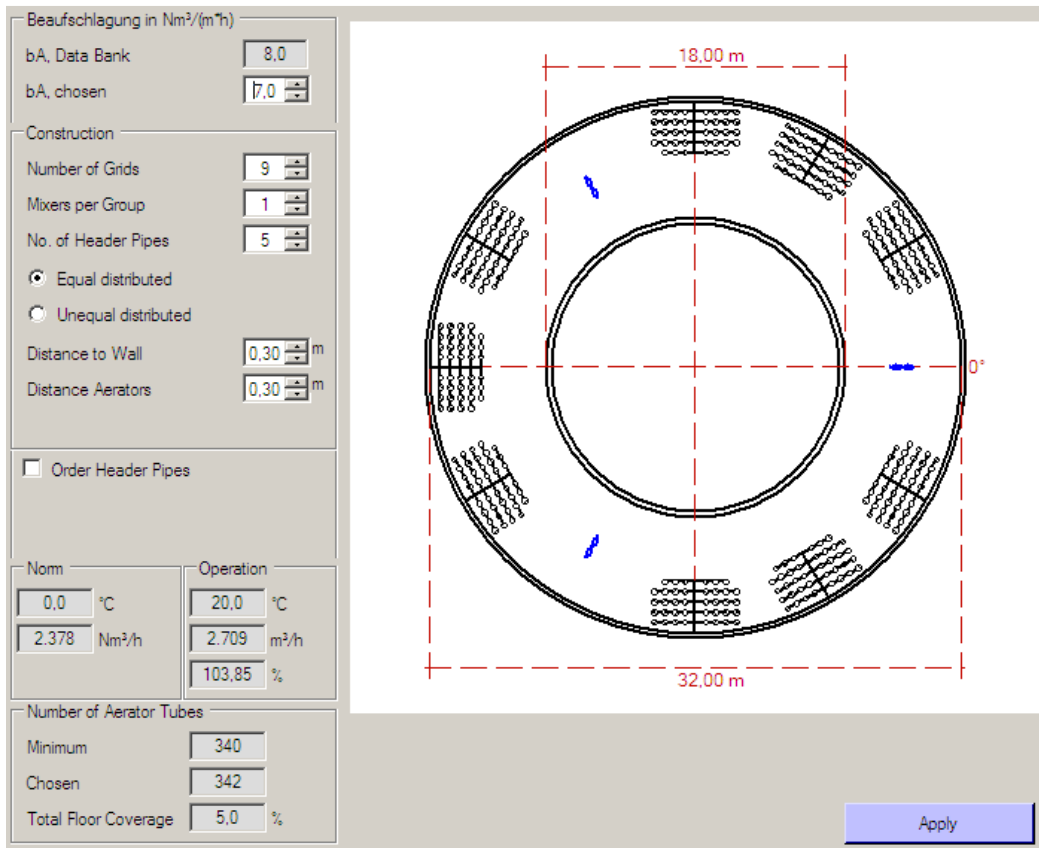 Beaufschlagung in Nm³/(m*h)
bA, Data Bank 8,0
bA, chosen 7,0
Construction
Number of Grids 9
Mixers per Group 1
No. of Header Pipes 5
Equal distributed
Unequal distributed
Distance to Wall 0,30 m
Distance Aerators 0,30 m
Order Header Pipes
Norm
0,0 °C
2.378 Nm³/h
Operation
20,0 °C
2.709 m³/h
103,85 %
Number of Aerator Tubes
Minimum 340
Chosen 342
Total Floor Coverage 5,0 %
18,00 m
0°
32,00 m
Apply